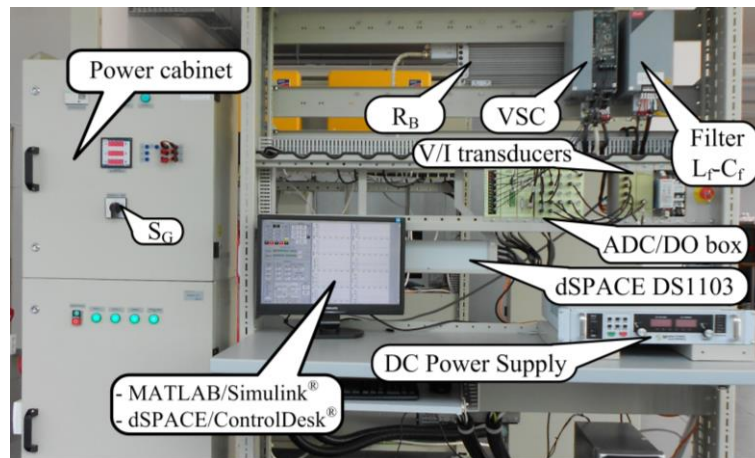 Power cabinet
R_B
VSC
Filter
L_f-C_f
V/I transducers
S_G
ADC/DO box
dSPACE DS1103
DC Power Supply
- MATLAB/Simulink®
- dSPACE/ControlDesk®